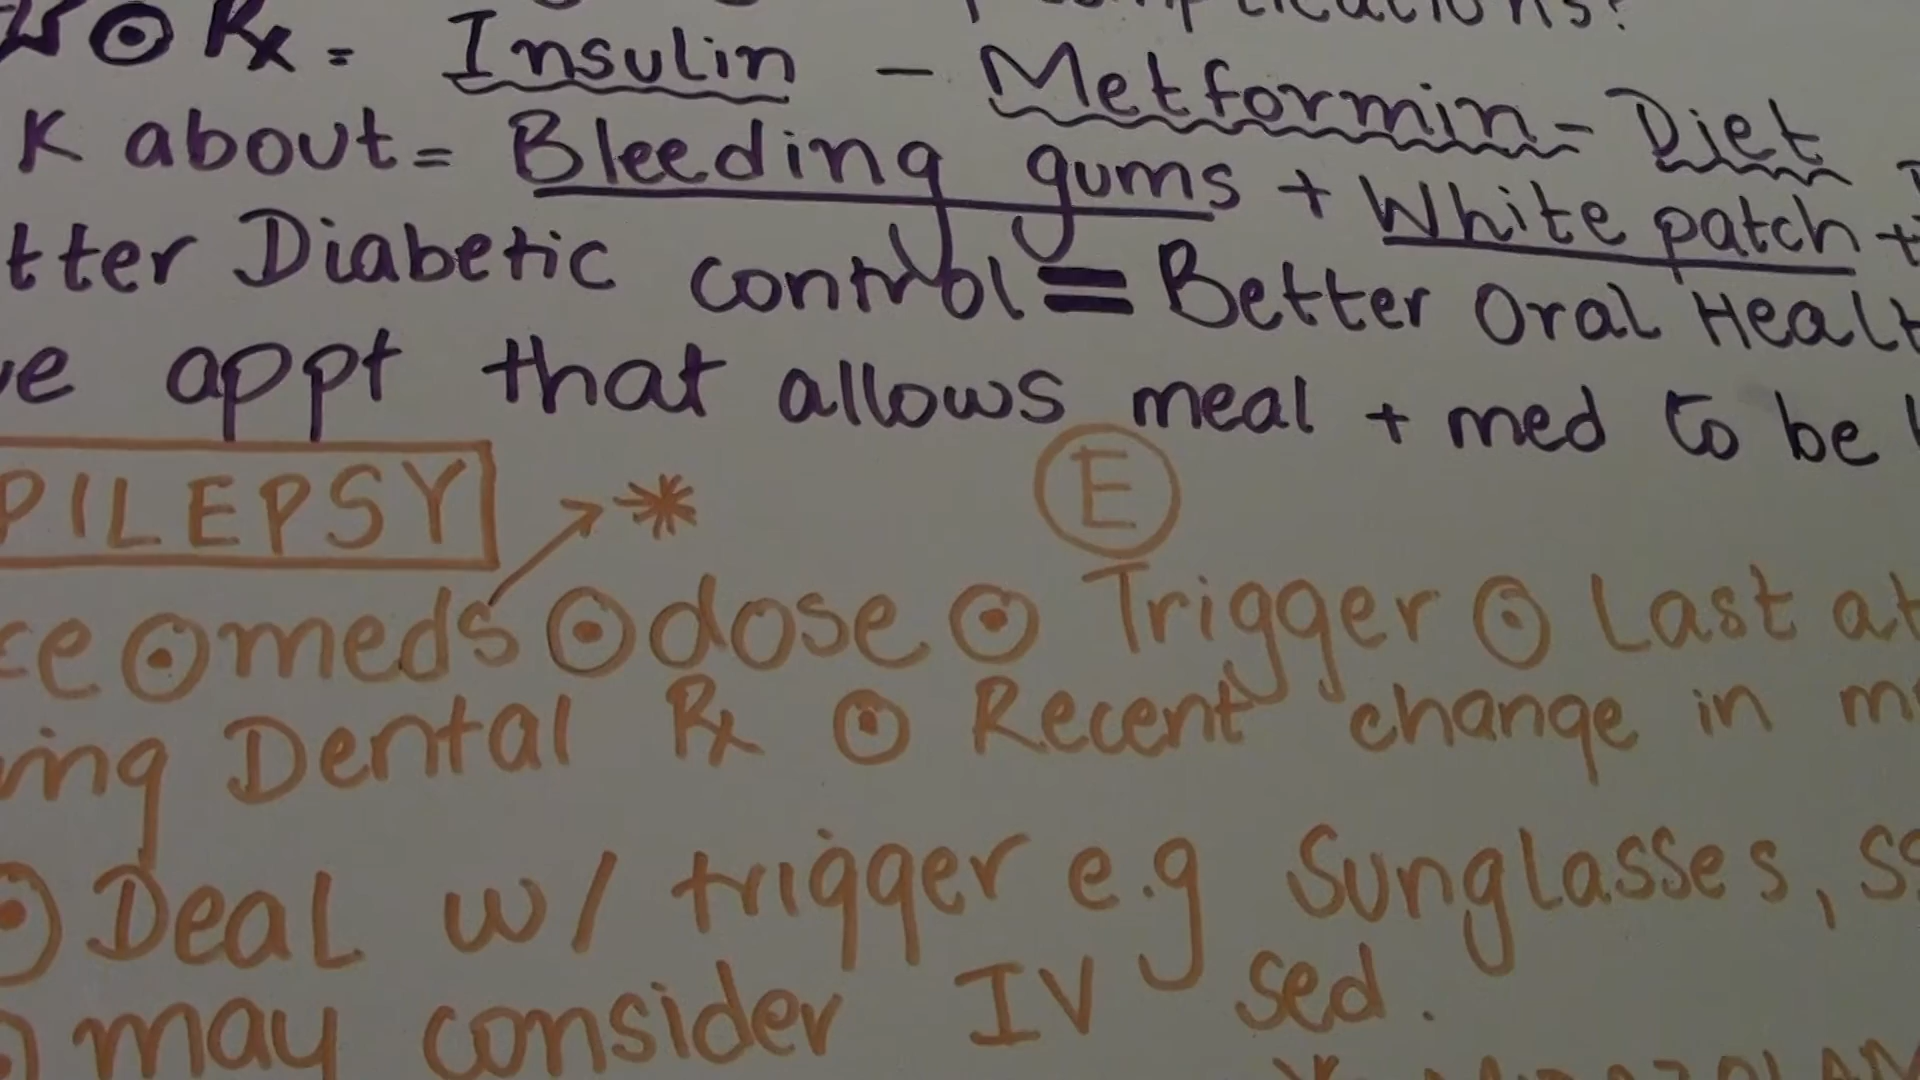 Rx = Insulin - Metformin - Diet
K about = Bleeding gums + White patch +
tter Diabetic control = Better Oral Healt
e appt that allows meal + med to be
PILEPSY → * E
ce ⊙ meds ⊙ dose ⊙ Trigger ⊙ Last at
ing Dental Rx ⊙ Recent change in m
⊙ Deal w/ trigger e.g Sunglasses,
may consider IV sed.